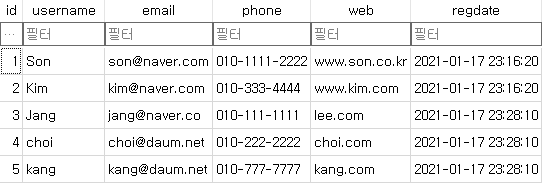 id username email phone web regdate
... 필터 필터 필터 필터 필터
1 Son son@naver.com 010-1111-2222 www.son.co.kr 2021-01-17 23:16:20
2 Kim kim@naver.com 010-333-4444 www.kim.com 2021-01-17 23:16:20
3 Jang jang@naver.co 010-111-1111 lee.com 2021-01-17 23:28:10
4 choi choi@daum.net 010-222-2222 choi.com 2021-01-17 23:28:10
5 kang kang@daum.net 010-777-7777 kang.com 2021-01-17 23:28:10